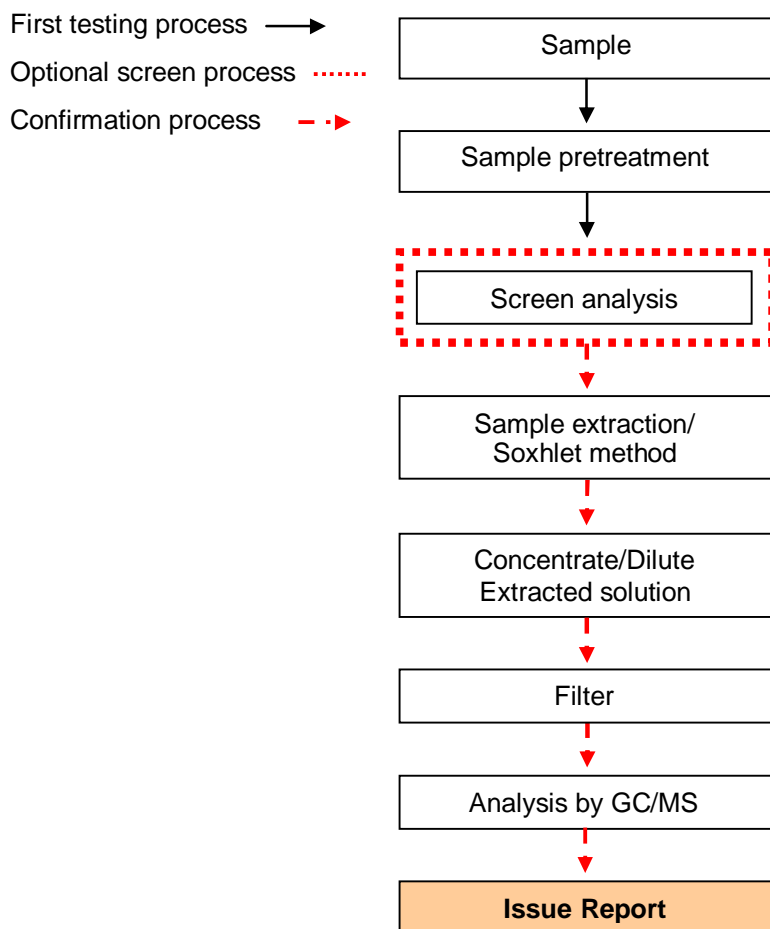 First testing process
Optional screen process
Confirmation process
Sample
Sample pretreatment
Screen analysis
Sample extraction/
Soxhlet method
Concentrate/Dilute
Extracted solution
Filter
Analysis by GC/MS
Issue Report